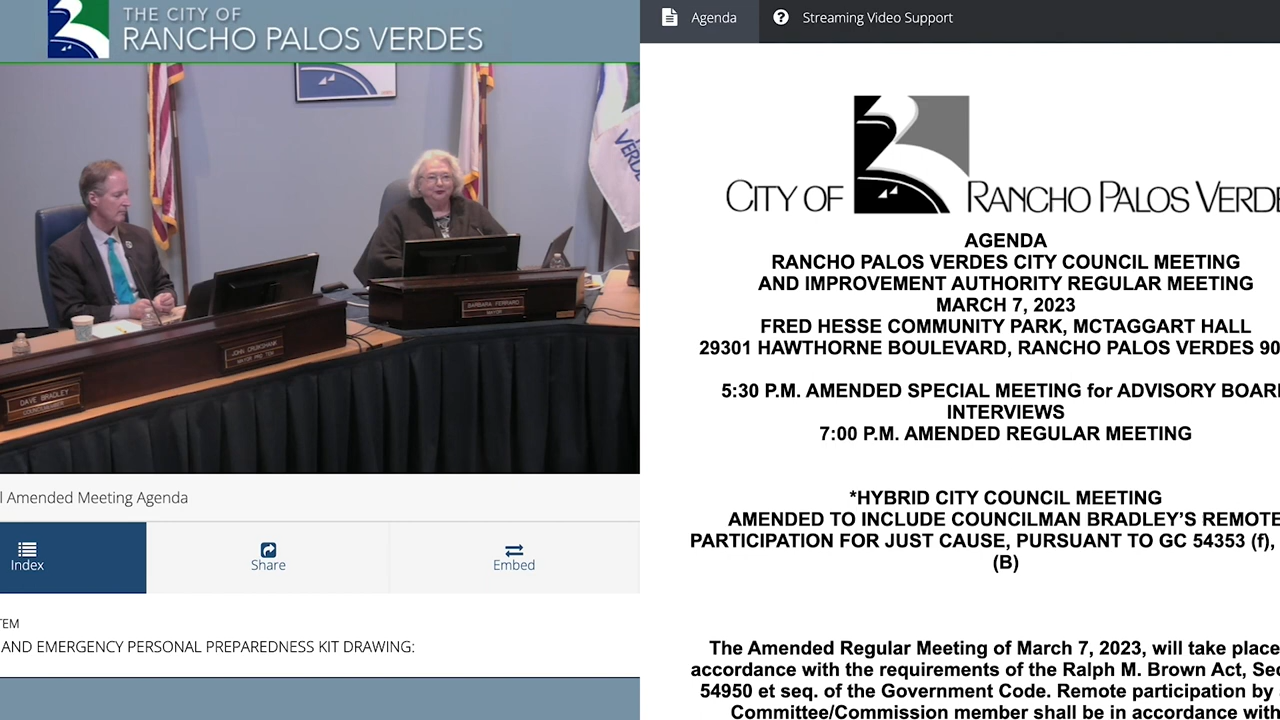 THE CITY OF
RANCHO PALOS VERDES
VERDE
BARBARA FERRARO
MAYOR
JOHN CRUIKSHANK
MAYOR PRO TEM
DAVE BRADLEY
COUNCILMEMBER
l Amended Meeting Agenda
Index
Share
Embed
TEM
AND EMERGENCY PERSONAL PREPAREDNESS KIT DRAWING:
Agenda
Streaming Video Support
CITY OF RANCHO PALOS VERDE
AGENDA
RANCHO PALOS VERDES CITY COUNCIL MEETING
AND IMPROVEMENT AUTHORITY REGULAR MEETING
MARCH 7, 2023
FRED HESSE COMMUNITY PARK, MCTAGGART HALL
29301 HAWTHORNE BOULEVARD, RANCHO PALOS VERDES 90
5:30 P.M. AMENDED SPECIAL MEETING for ADVISORY BOARD
INTERVIEWS
7:00 P.M. AMENDED REGULAR MEETING
*HYBRID CITY COUNCIL MEETING
AMENDED TO INCLUDE COUNCILMAN BRADLEY’S REMOTE
PARTICIPATION FOR JUST CAUSE, PURSUANT TO GC 54353 (f),
(B)
The Amended Regular Meeting of March 7, 2023, will take place
accordance with the requirements of the Ralph M. Brown Act, Sec
54950 et seq. of the Government Code. Remote participation by
Committee/Commission member shall be in accordance with